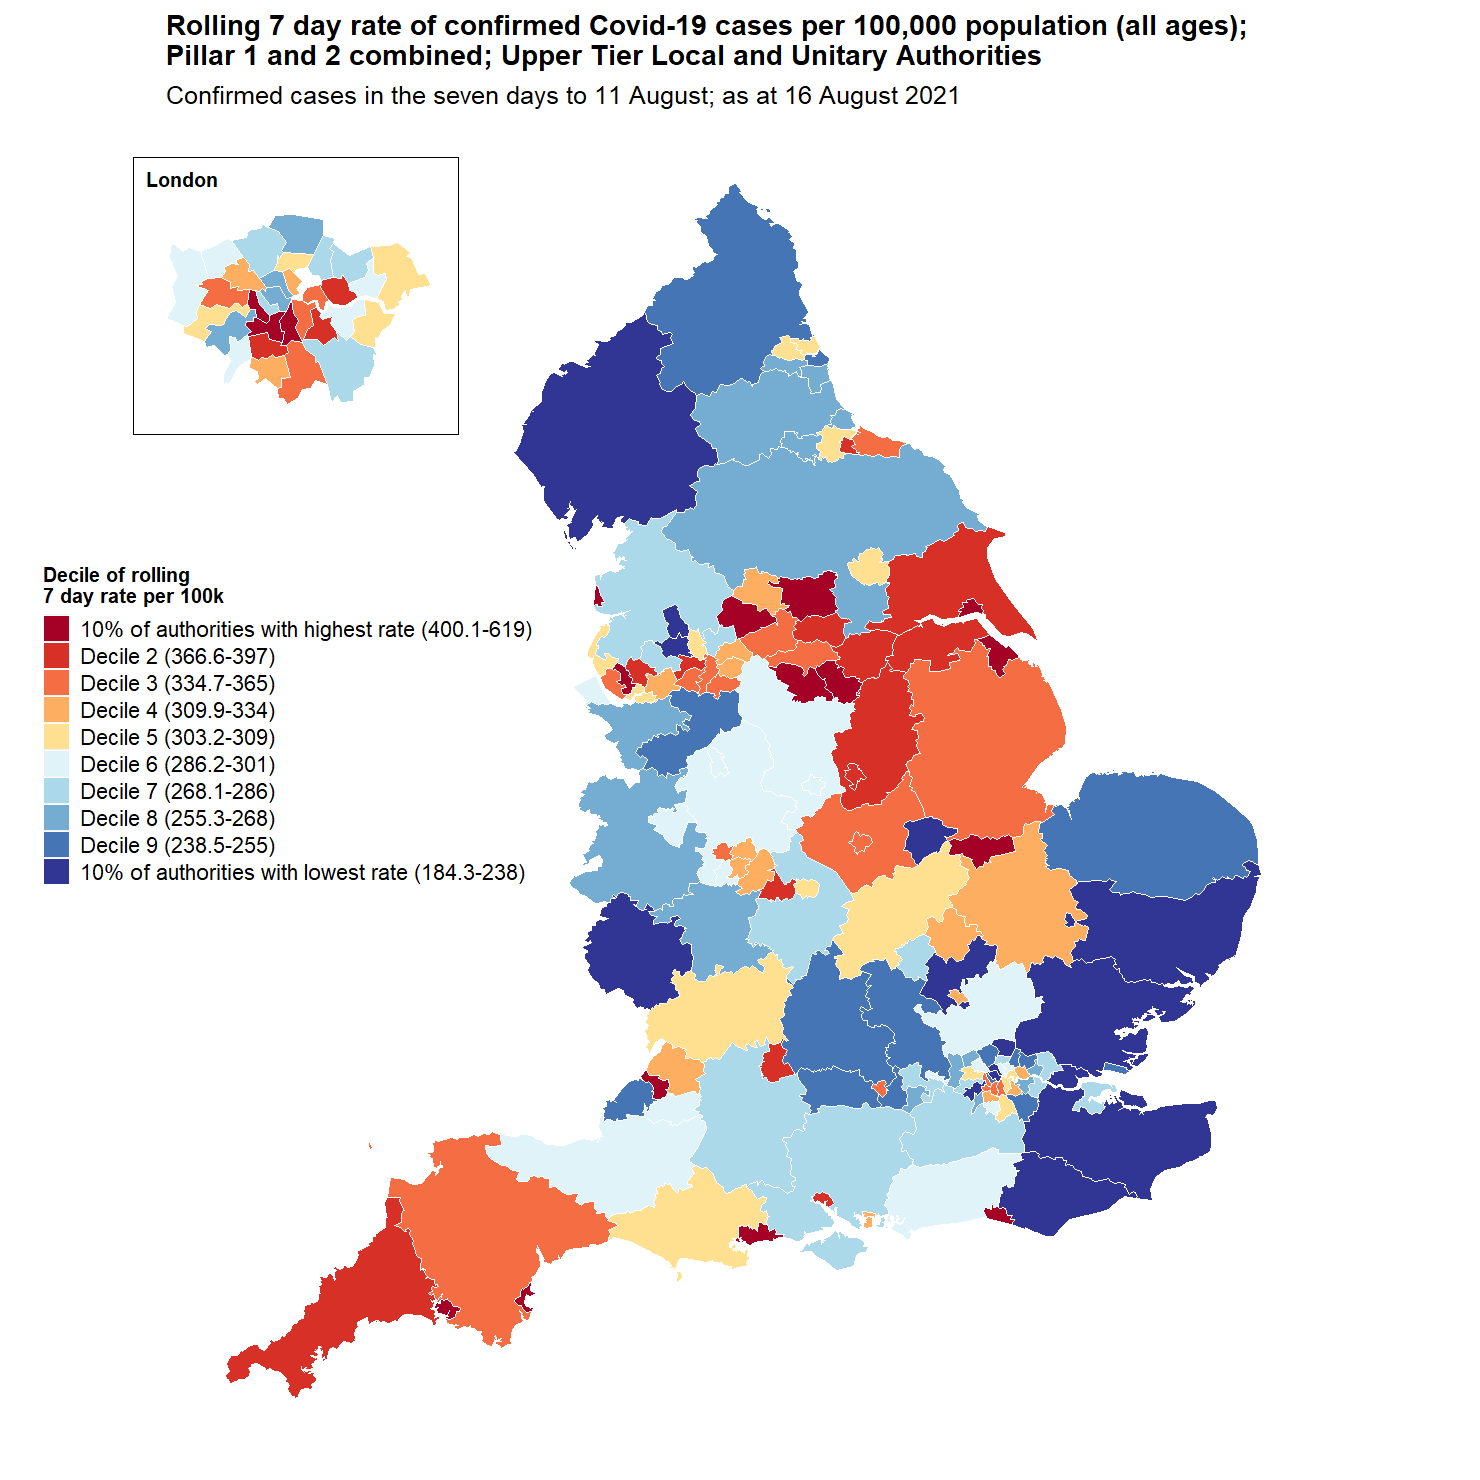 Rolling 7 day rate of confirmed Covid-19 cases per 100,000 population (all ages);
Pillar 1 and 2 combined; Upper Tier Local and Unitary Authorities
Confirmed cases in the seven days to 11 August; as at 16 August 2021
London
Decile of rolling
7 day rate per 100k
10% of authorities with highest rate (400.1-619)
Decile 2 (366.6-397)
Decile 3 (334.7-365)
Decile 4 (309.9-334)
Decile 5 (303.2-309)
Decile 6 (286.2-301)
Decile 7 (268.1-286)
Decile 8 (255.3-268)
Decile 9 (238.5-255)
10% of authorities with lowest rate (184.3-238)